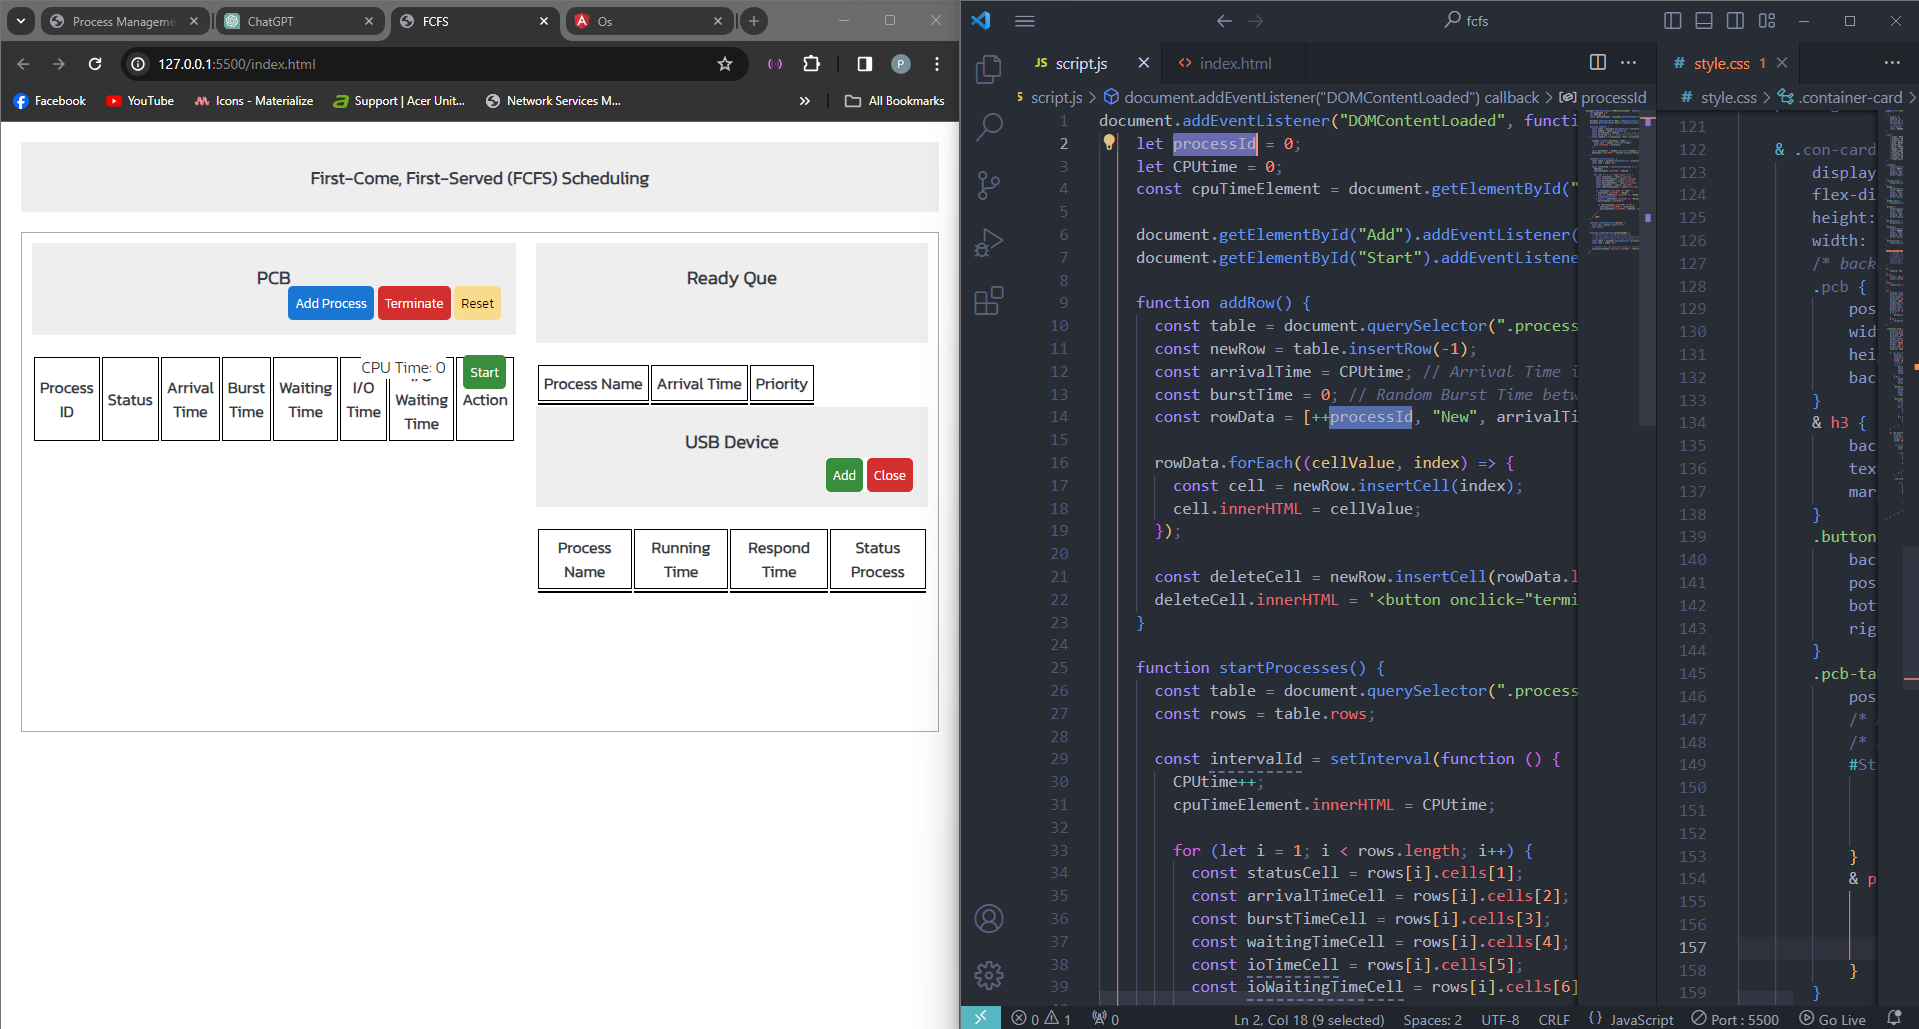 Process Manageme
ChatGPT
FCFS
Os
127.0.0.1:5500/index.html
Facebook
YouTube
Icons - Materialize
Support | Acer Unit...
Network Services M...
All Bookmarks
First-Come, First-Served (FCFS) Scheduling
PCB
Add Process
Terminate
Reset
CPU Time: 0
Start
Process ID
Status
Arrival Time
Burst Time
Waiting Time
I/O Time
Waiting Time
Action
Ready Que
Process Name
Arrival Time
Priority
USB Device
Add
Close
Process Name
Running Time
Respond Time
Status Process
fcfs
JS script.js
index.html
script.js > document.addEventListener("DOMContentLoaded") callback > processId
1 document.addEventListener("DOMContentLoaded", functi
2 let processId = 0;
3 let CPUtime = 0;
4 const cpuTimeElement = document.getElementById("
5
6 document.getElementById("Add").addEventListener(
7 document.getElementById("Start").addEventListene
8
9 function addRow() {
10 const table = document.querySelector(".process
11 const newRow = table.insertRow(-1);
12 const arrivalTime = CPUtime; // Arrival Time i
13 const burstTime = 0; // Random Burst Time betw
14 const rowData = [++processId, "New", arrivalTi
15
16 rowData.forEach((cellValue, index) => {
17 const cell = newRow.insertCell(index);
18 cell.innerHTML = cellValue;
19 });
20
21 const deleteCell = newRow.insertCell(rowData.l
22 deleteCell.innerHTML = '<button onclick="termi
23 }
24
25 function startProcesses() {
26 const table = document.querySelector(".process
27 const rows = table.rows;
28
29 const intervalId = setInterval(function () {
30 CPUtime++;
31 cpuTimeElement.innerHTML = CPUtime;
32
33 for (let i = 1; i < rows.length; i++) {
34 const statusCell = rows[i].cells[1];
35 const arrivalTimeCell = rows[i].cells[2];
36 const burstTimeCell = rows[i].cells[3];
37 const waitingTimeCell = rows[i].cells[4];
38 const ioTimeCell = rows[i].cells[5];
39 const ioWaitingTimeCell = rows[i].cells[6]
# style.css 1
# style.css > .container-card >
121
122 & .con-card
123 display
124 flex-di
125 height:
126 width:
127 /* back
128 .pcb {
129 pos
130 wid
131 hei
132 bac
133 }
134 & h3 {
135 bac
136 tex
137 mar
138 }
139 .button
140 bac
141 pos
142 bot
143 rig
144 }
145 .pcb-ta
146 pos
147 /*
148 /*
149 #St
150
151
152
153 }
154 & p
155
156
157
158 }
159 }
0 1
0
Ln 2, Col 18 (9 selected)
Spaces: 2
UTF-8
CRLF
{} JavaScript
Port : 5500
Go Live